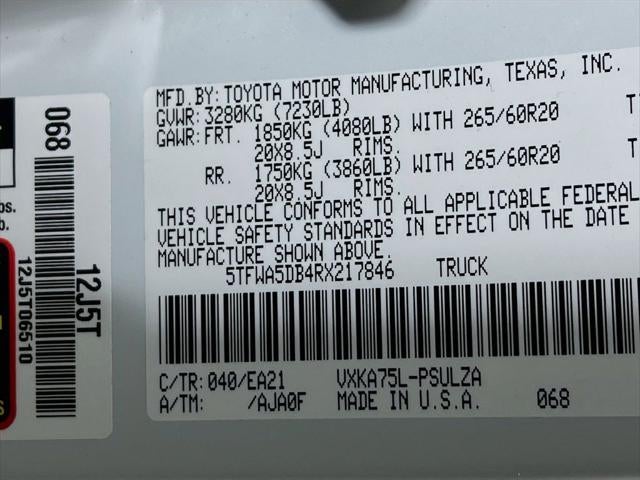 MFD.BY:TOYOTA MOTOR MANUFACTURING, TEXAS, INC.
GVWR:3280KG (7230LB)
GAWR:FRT. 1850KG (4080LB) WITH 265/60R20
20X8.5J RIMS.
RR. 1750KG (3860LB) WITH 265/60R20
20X8.5J RIMS.
THIS VEHICLE CONFORMS TO ALL APPLICABLE FEDERAL
VEHICLE SAFETY STANDARDS IN EFFECT ON THE DATE
MANUFACTURE SHOWN ABOVE.
5TFWA5DB4RX217846 TRUCK
C/TR:040/EA21 VXKA75L-PSULZA
A/TM: /AJA0F MADE IN U.S.A. 068
068
12J5T
12J5T06510
bs.
b.